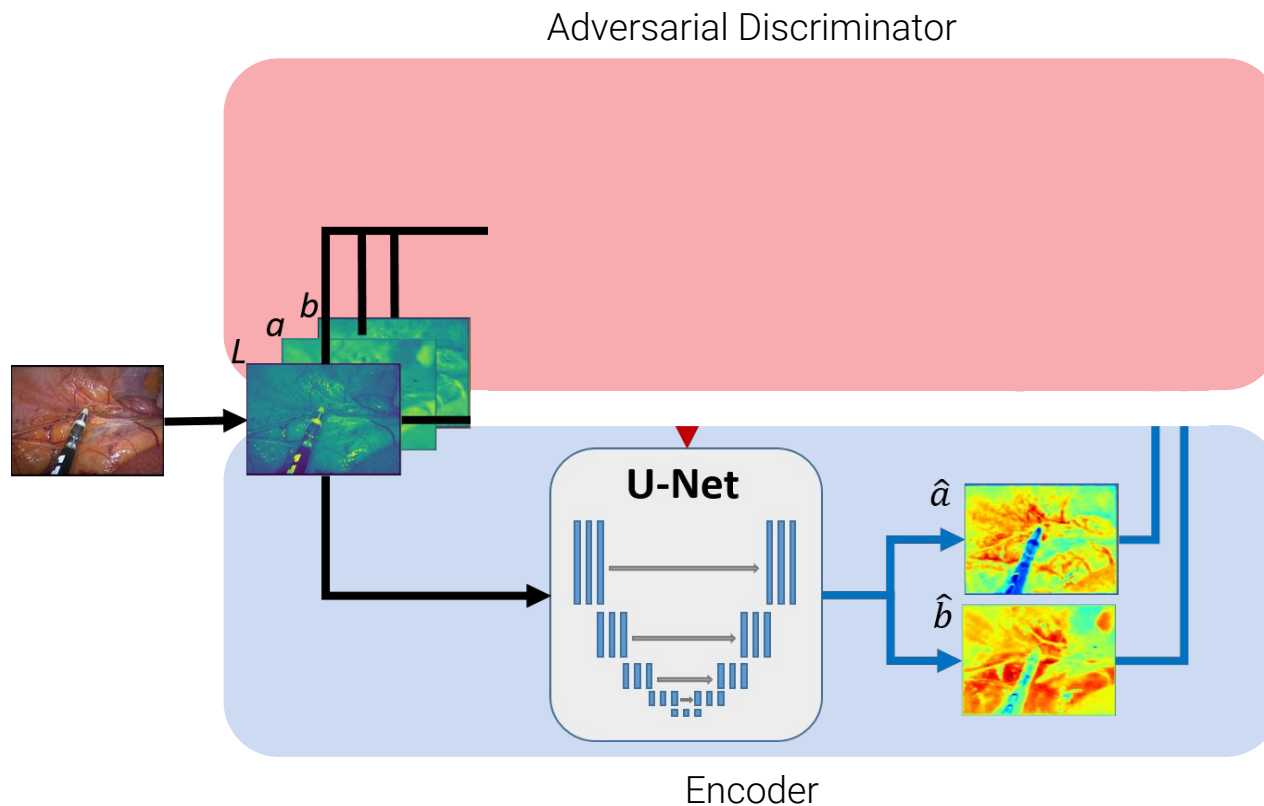 Adversarial Discriminator
b
a
L
U-Net
â
b̂
Encoder